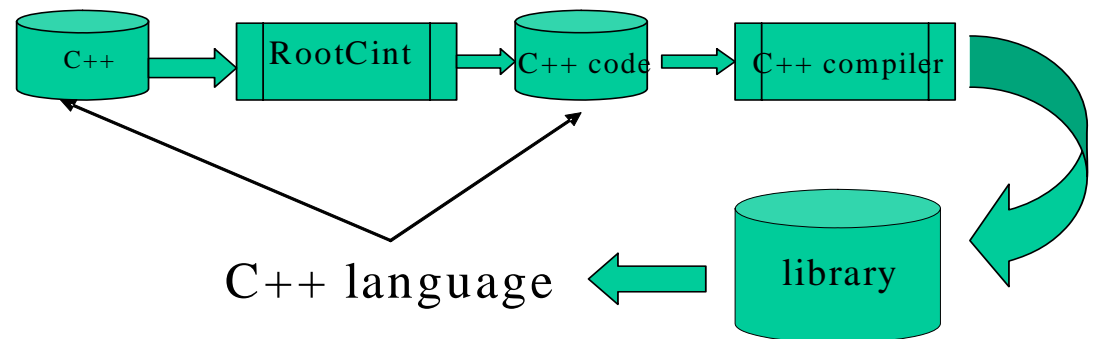 C++
RootCint
C++ code
C++ compiler
library
C++ language